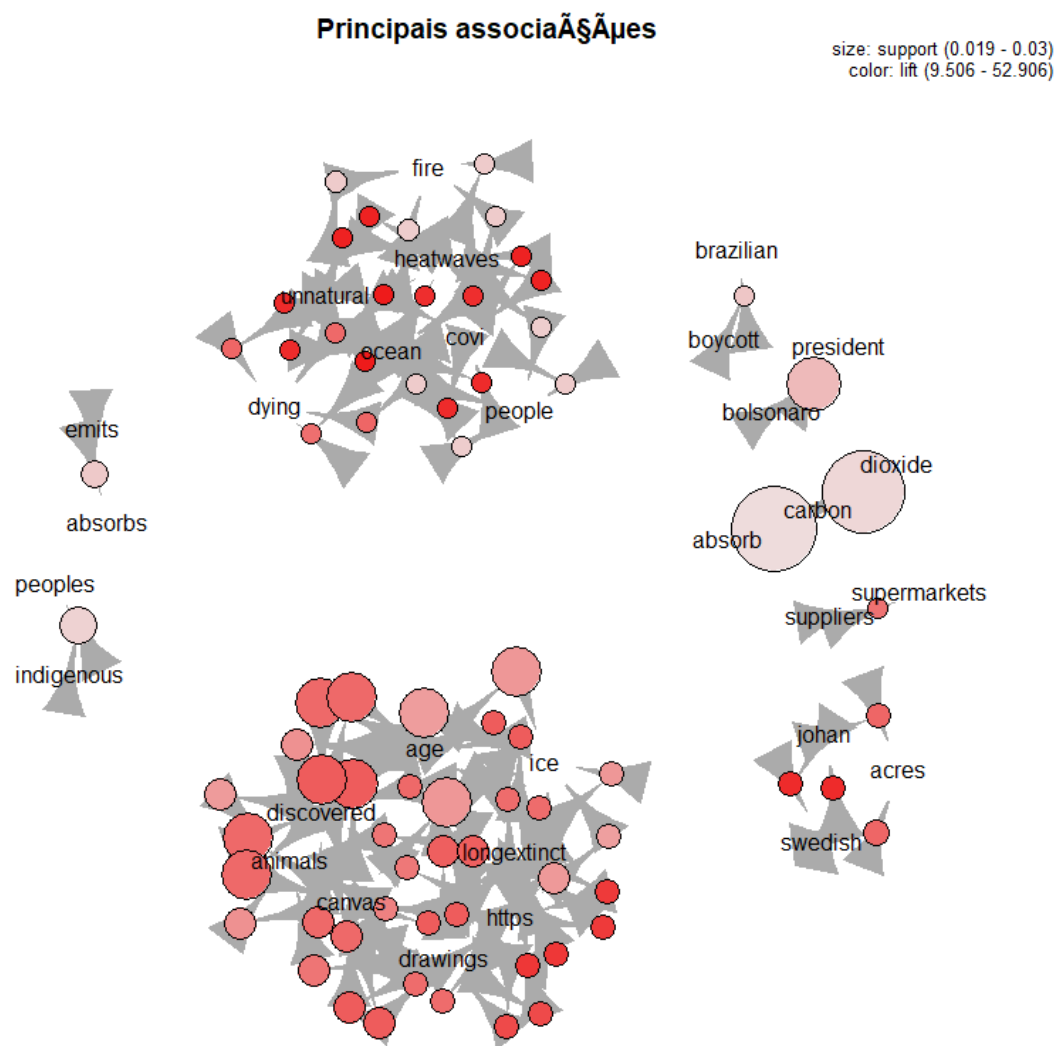 Principais associaÃ§Ãµes
size: support (0.019 - 0.03)
color: lift (9.506 - 52.906)
fire
heatwaves
unnatural
covi
ocean
dying
people
brazilian
boycott
president
bolsonaro
dioxide
carbon
absorb
emits
absorbs
peoples
indigenous
supermarkets
suppliers
johan
acres
swedish
age
ice
discovered
longextinct
animals
canvas
https
drawings